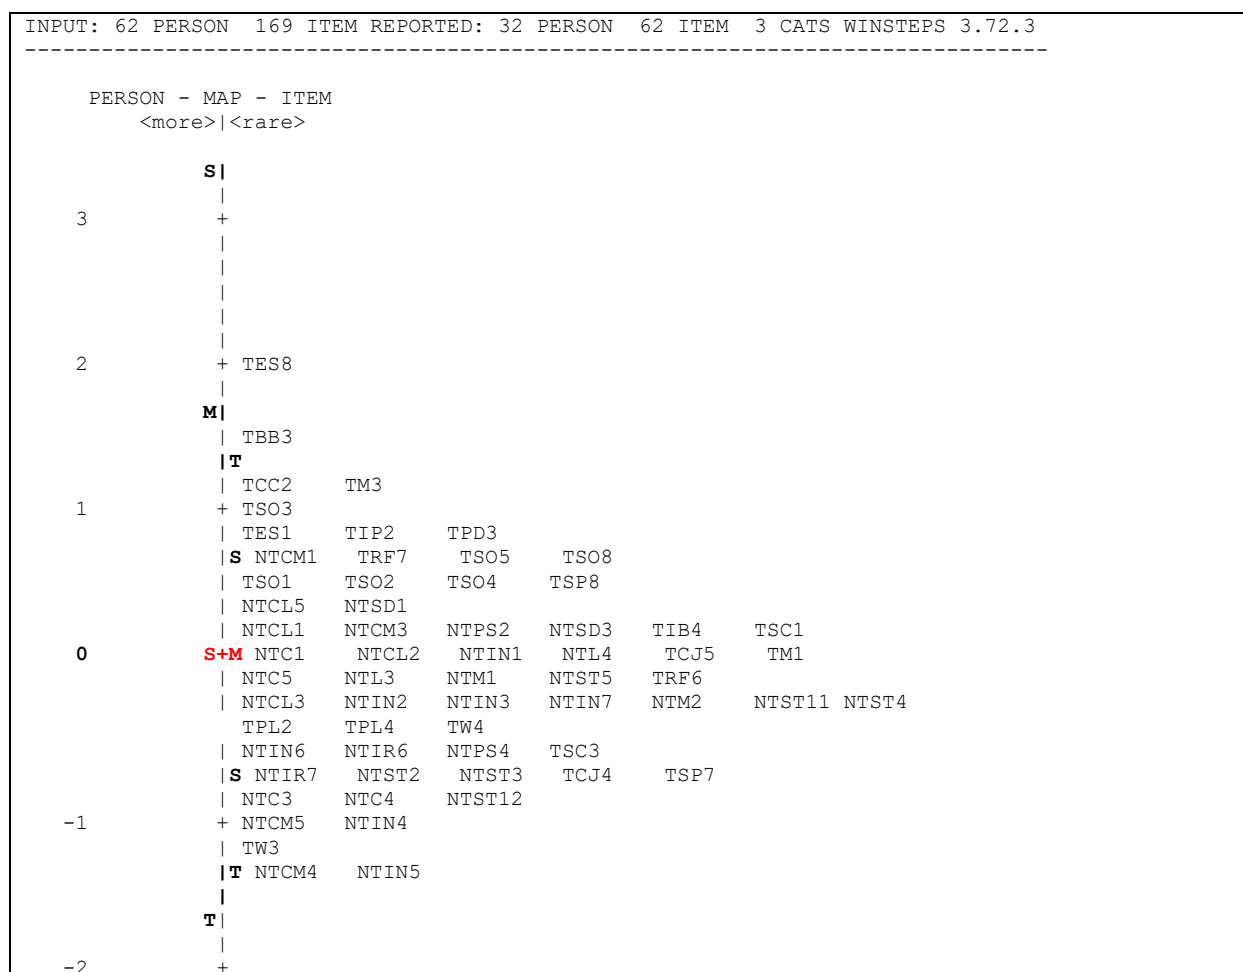 INPUT: 62 PERSON  169 ITEM REPORTED: 32 PERSON  62 ITEM  3 CATS WINSTEPS 3.72.3
--------------------------------------------------------------------------------
PERSON - MAP - ITEM
<more>|<rare>
S|
|
3 +
|
|
|
|
|
2 + TES8
|
M|
| TBB3
|T
| TCC2 TM3
1 + TSO3
| TES1 TIP2 TPD3
|S NTCM1 TRF7 TSO5 TSO8
| TSO1 TSO2 TSO4 TSP8
| NTCL5 NTSD1
| NTCL1 NTCM3 NTPS2 NTSD3 TIB4 TSC1
0 S+M NTC1 NTCL2 NTIN1 NTL4 TCJ5 TM1
| NTC5 NTL3 NTM1 NTST5 TRF6
| NTCL3 NTIN2 NTIN3 NTIN7 NTM2 NTST11 NTST4
TPL2 TPL4 TW4
| NTIN6 NTIR6 NTPS4 TSC3
|S NTIR7 NTST2 NTST3 TCJ4 TSP7
| NTC3 NTC4 NTST12
-1 + NTCM5 NTIN4
| TW3
|T NTCM4 NTIN5
|
T|
|
-2 +